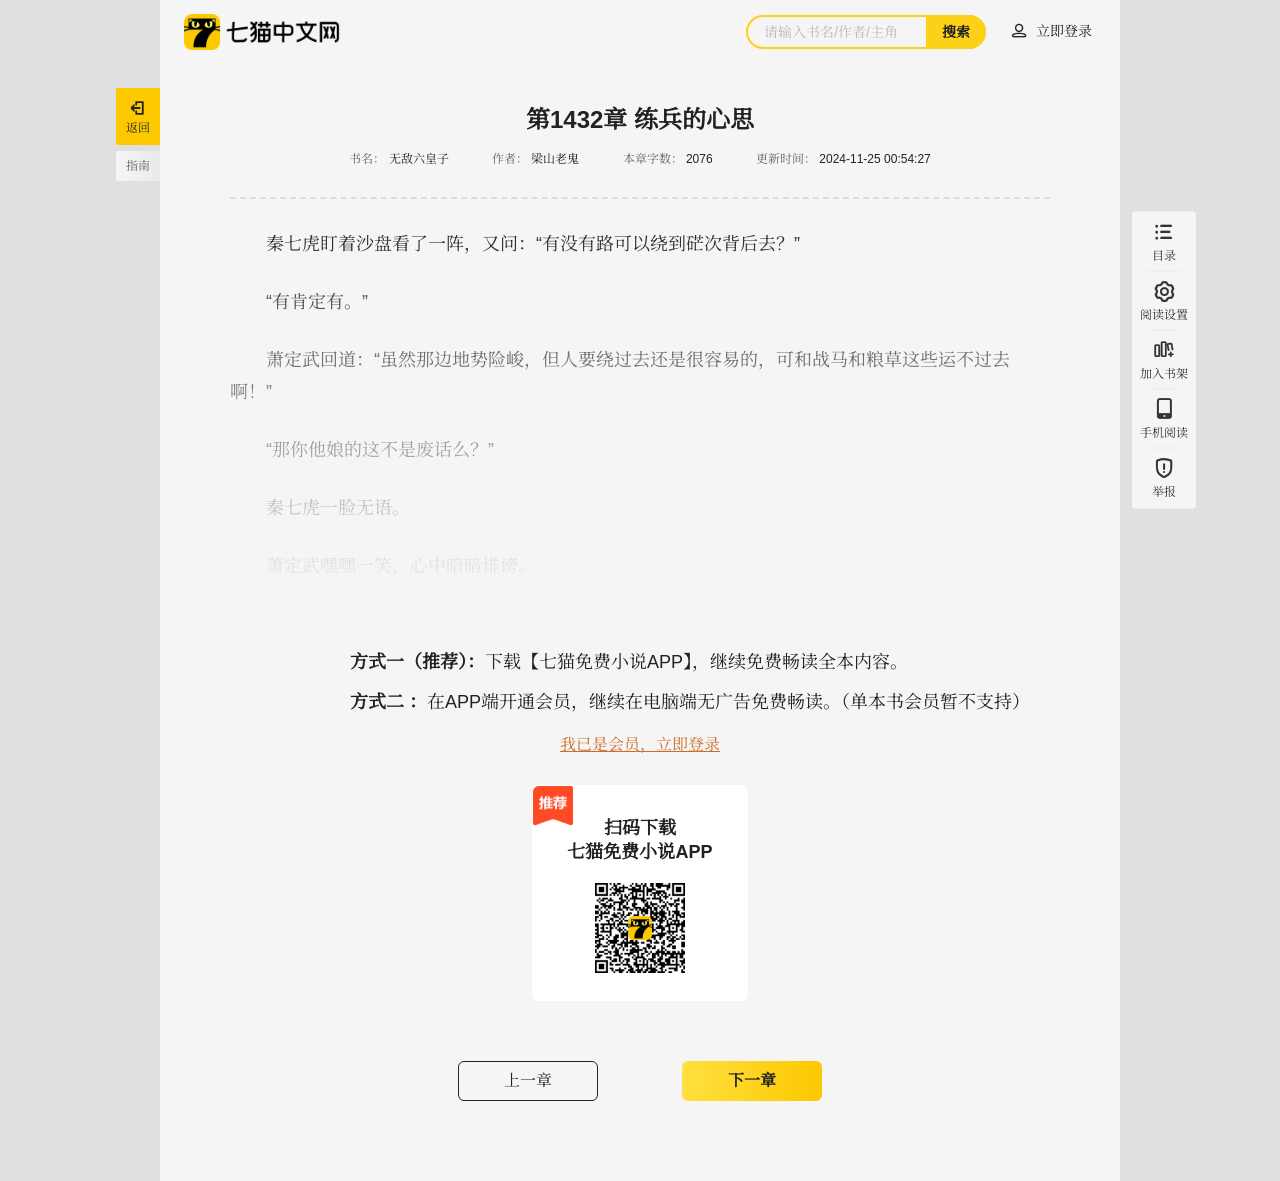 七猫中文网
请输入书名/作者/主角
搜索
立即登录
返回
指南
第1432章 练兵的心思
书名： 无敌六皇子 作者： 梁山老鬼 本章字数： 2076 更新时间： 2024-11-25 00:54:27
秦七虎盯着沙盘看了一阵，又问：“有没有路可以绕到硭次背后去？”
“有肯定有。”
萧定武回道：“虽然那边地势险峻，但人要绕过去还是很容易的，可和战马和粮草这些运不过去
啊！”
“那你他娘的这不是废话么？”
秦七虎一脸无语。
萧定武嘿嘿一笑，心中暗暗诽谤。
目录
阅读设置
加入书架
手机阅读
举报
方式一（推荐）：下载【七猫免费小说APP】，继续免费畅读全本内容。
方式二 ：在APP端开通会员，继续在电脑端无广告免费畅读。（单本书会员暂不支持）
我已是会员，立即登录
推荐
扫码下载
七猫免费小说APP
上一章
下一章